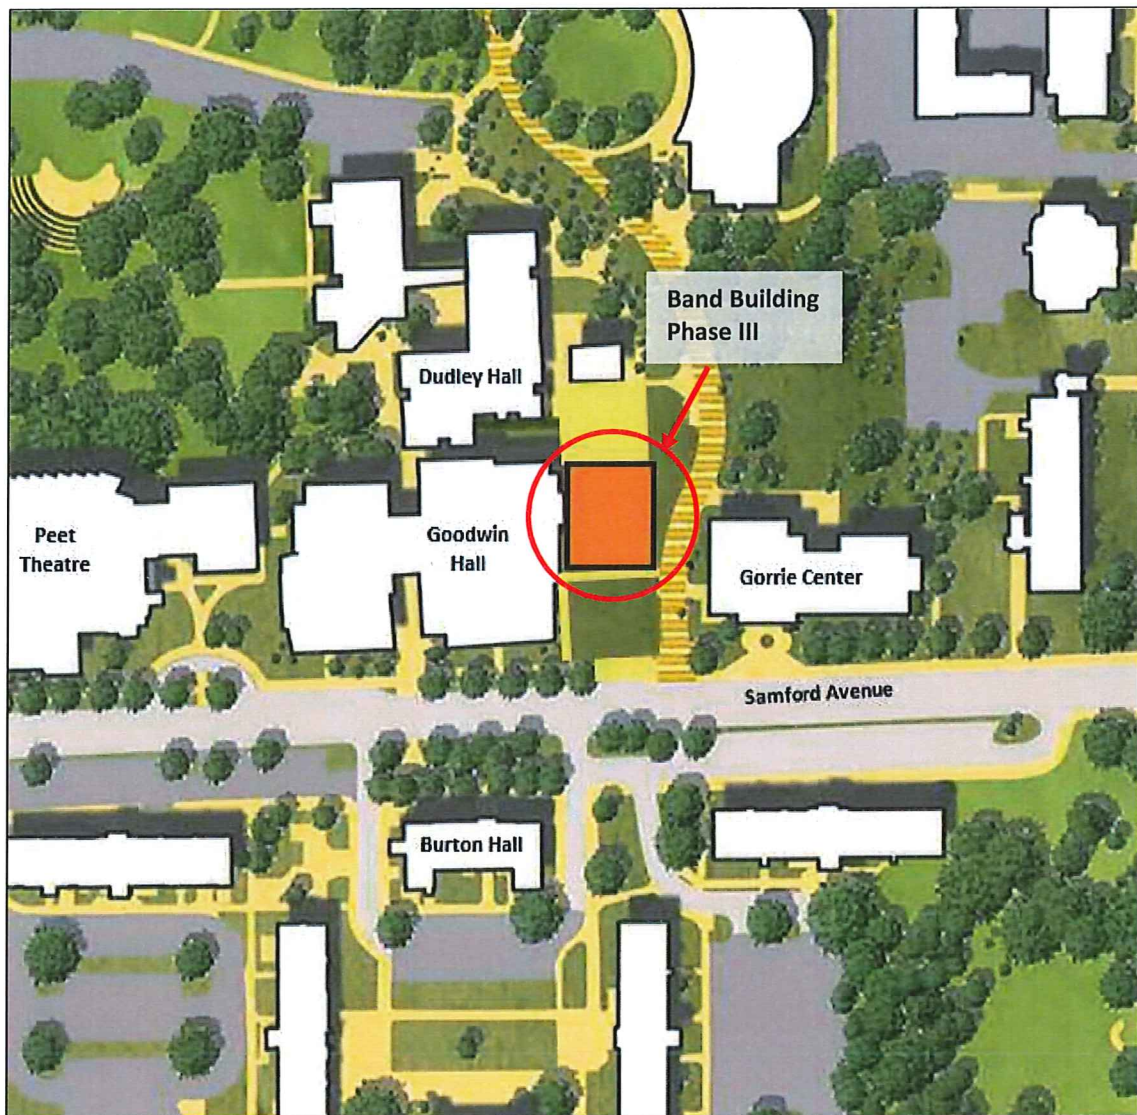 Band Building
Phase III
Dudley Hall
Peet
Theatre
Goodwin
Hall
Gorrie Center
Samford Avenue
Burton Hall